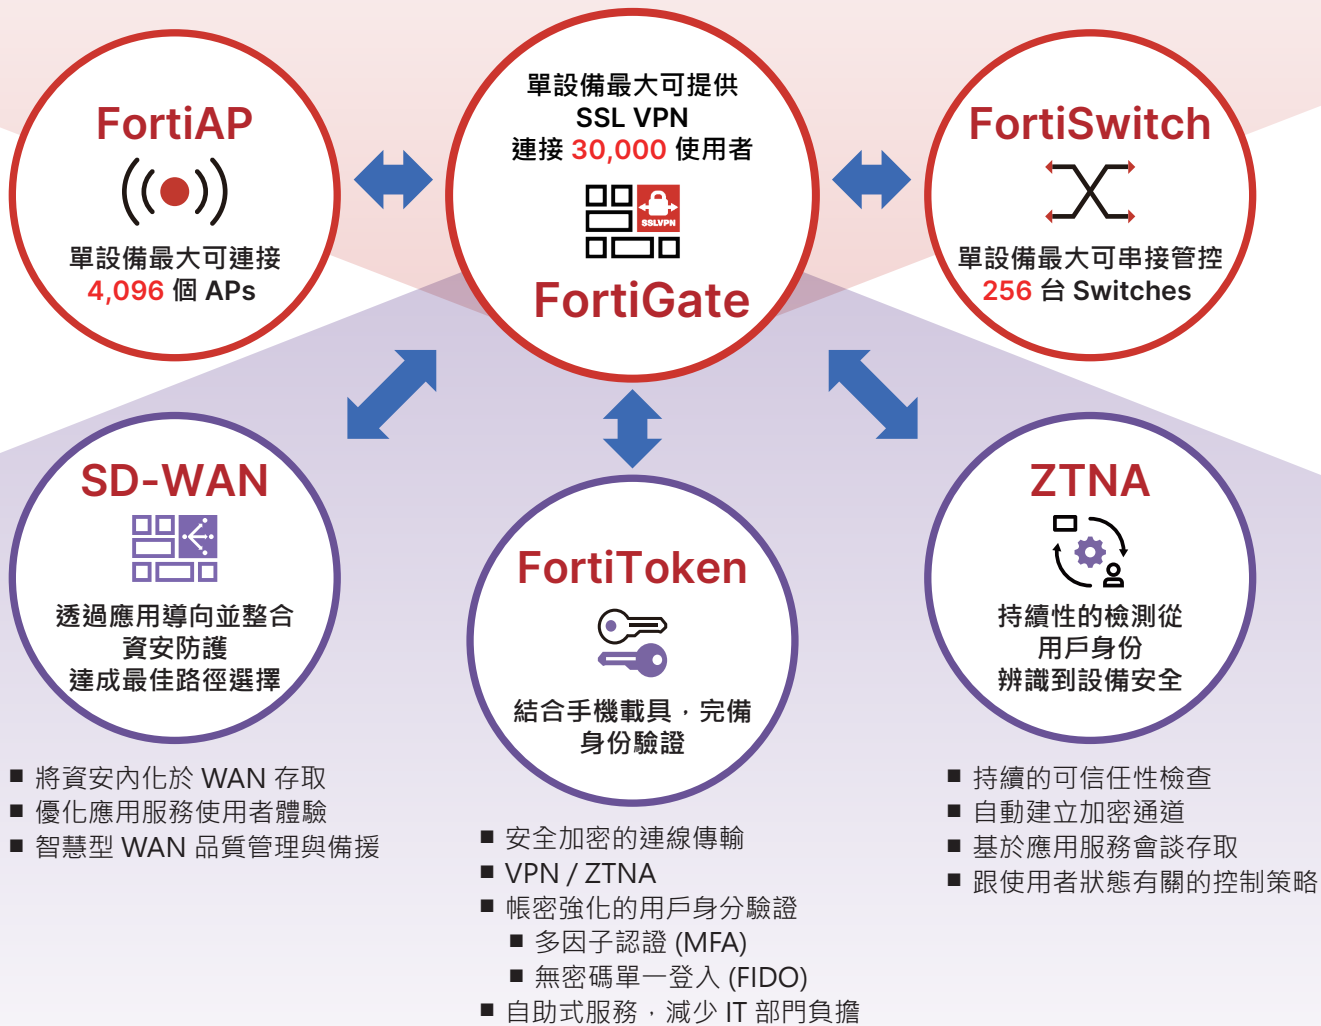 FortiAP
單設備最大可連接
4,096 個 APs
單設備最大可提供
SSL VPN
連接 30,000 使用者
SSLVPN
FortiGate
FortiSwitch
單設備最大可串接管控
256 台 Switches
SD-WAN
透過應用導向並整合
資安防護
達成最佳路徑選擇
■ 將資安內化於 WAN 存取
■ 優化應用服務使用者體驗
■ 智慧型 WAN 品質管理與備援
FortiToken
結合手機載具，完備
身份驗證
■ 安全加密的連線傳輸
■ VPN / ZTNA
■ 帳密強化的用戶身分驗證
■ 多因子認證 (MFA)
■ 無密碼單一登入 (FIDO)
■ 自助式服務，減少 IT 部門負擔
ZTNA
持續性的檢測從
用戶身份
辨識到設備安全
■ 持續的可信任性檢查
■ 自動建立加密通道
■ 基於應用服務會談存取
■ 跟使用者狀態有關的控制策略